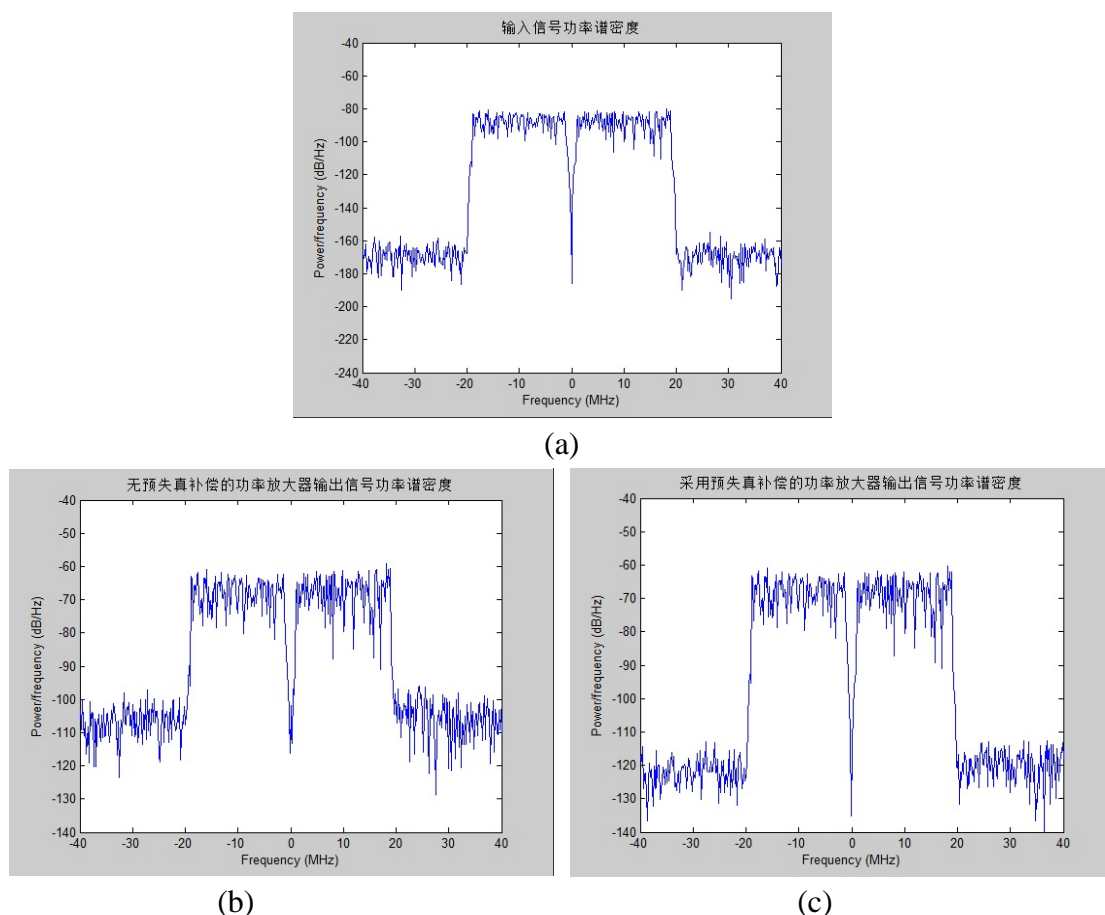 输入信号功率谱密度
-40
-60
-80
-100
-120
-140
-160
-180
-200
-220
-240
Power/frequency (dB/Hz)
-40 -30 -20 -10 0 10 20 30 40
Frequency (MHz)
(a)
无预失真补偿的功率放大器输出信号功率谱密度
-40
-50
-60
-70
-80
-90
-100
-110
-120
-130
-140
Power/frequency (dB/Hz)
-40 -30 -20 -10 0 10 20 30 40
Frequency (MHz)
(b)
采用预失真补偿的功率放大器输出信号功率谱密度
-40
-50
-60
-70
-80
-90
-100
-110
-120
-130
-140
Power/frequency (dB/Hz)
-40 -30 -20 -10 0 10 20 30 40
Frequency (MHz)
(c)